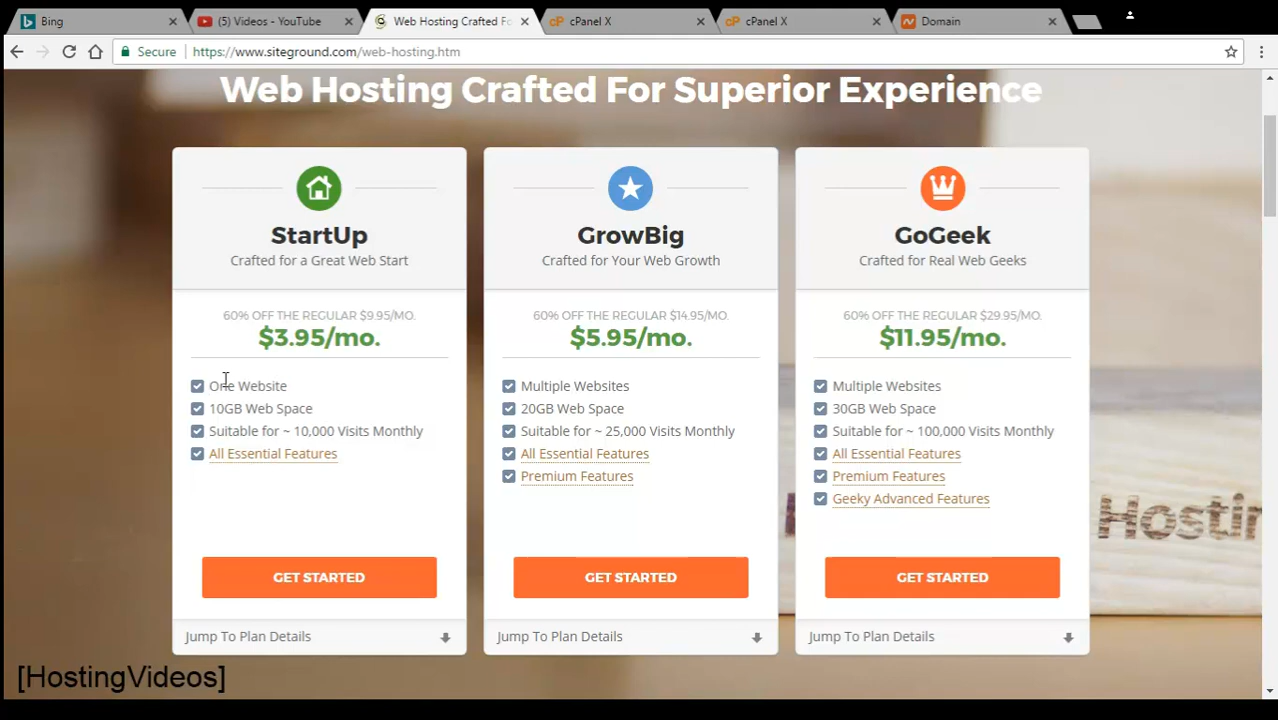 Bing
(5) Videos - YouTube
Web Hosting Crafted Fo
cPanel X
cPanel X
Domain
Secure
https://www.siteground.com/web-hosting.htm
Web Hosting Crafted For Superior Experience
StartUp
Crafted for a Great Web Start
60% OFF THE REGULAR $9.95/MO.
$3.95/mo.
One Website
10GB Web Space
Suitable for ~ 10,000 Visits Monthly
All Essential Features
GET STARTED
Jump To Plan Details
GrowBig
Crafted for Your Web Growth
60% OFF THE REGULAR $14.95/MO.
$5.95/mo.
Multiple Websites
20GB Web Space
Suitable for ~ 25,000 Visits Monthly
All Essential Features
Premium Features
GET STARTED
Jump To Plan Details
GoGeek
Crafted for Real Web Geeks
60% OFF THE REGULAR $29.95/MO.
$11.95/mo.
Multiple Websites
30GB Web Space
Suitable for ~ 100,000 Visits Monthly
All Essential Features
Premium Features
Geeky Advanced Features
GET STARTED
Jump To Plan Details
Hostin
[HostingVideos]